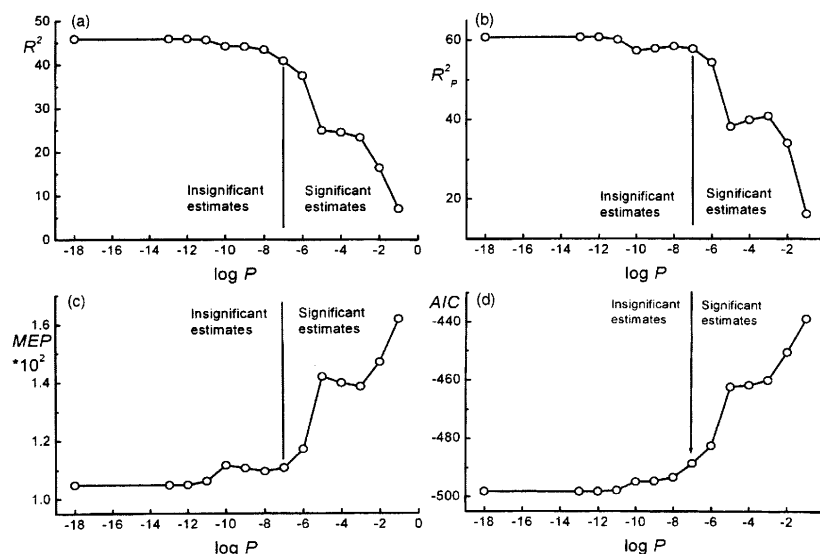 (a)
R²
50
40
30
20
10
0
Insignificant estimates
Significant estimates
-18 -16 -14 -12 -10 -8 -6 -4 -2 0
log P
(b)
R²P
60
40
20
Insignificant estimates
Significant estimates
-18 -16 -14 -12 -10 -8 -6 -4 -2
log P
(c)
MEP
*10²
1.6
1.4
1.2
1.0
Insignificant estimates
Significant estimates
-18 -16 -14 -12 -10 -8 -6 -4 -2 0
log P
(d)
AIC
-440
-460
-480
-500
Insignificant estimates
Significant estimates
-18 -16 -14 -12 -10 -8 -6 -4 -2
log P